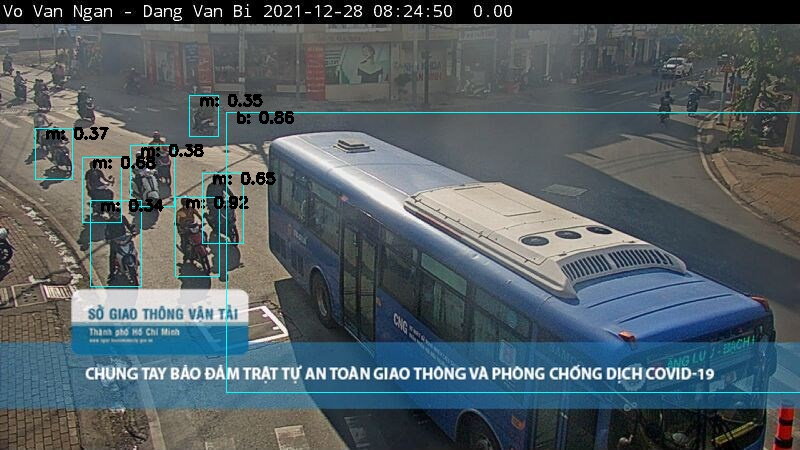 Vo Van Ngan - Dang Van Bi 2021-12-28 08:24:50 0.00
m: 0.35
b: 0.86
m: 0.37
m: 0.38
m: 0.68
m: 0.65
m: 0.54
m: 0.92
CNG
SỞ GIAO THÔNG VẬN TẢI
Thành phố Hồ Chí Minh
CHUNG TAY BẢO ĐẢM TRẬT TỰ AN TOÀN GIAO THÔNG VÀ PHÒNG CHỐNG DỊCH COVID-19